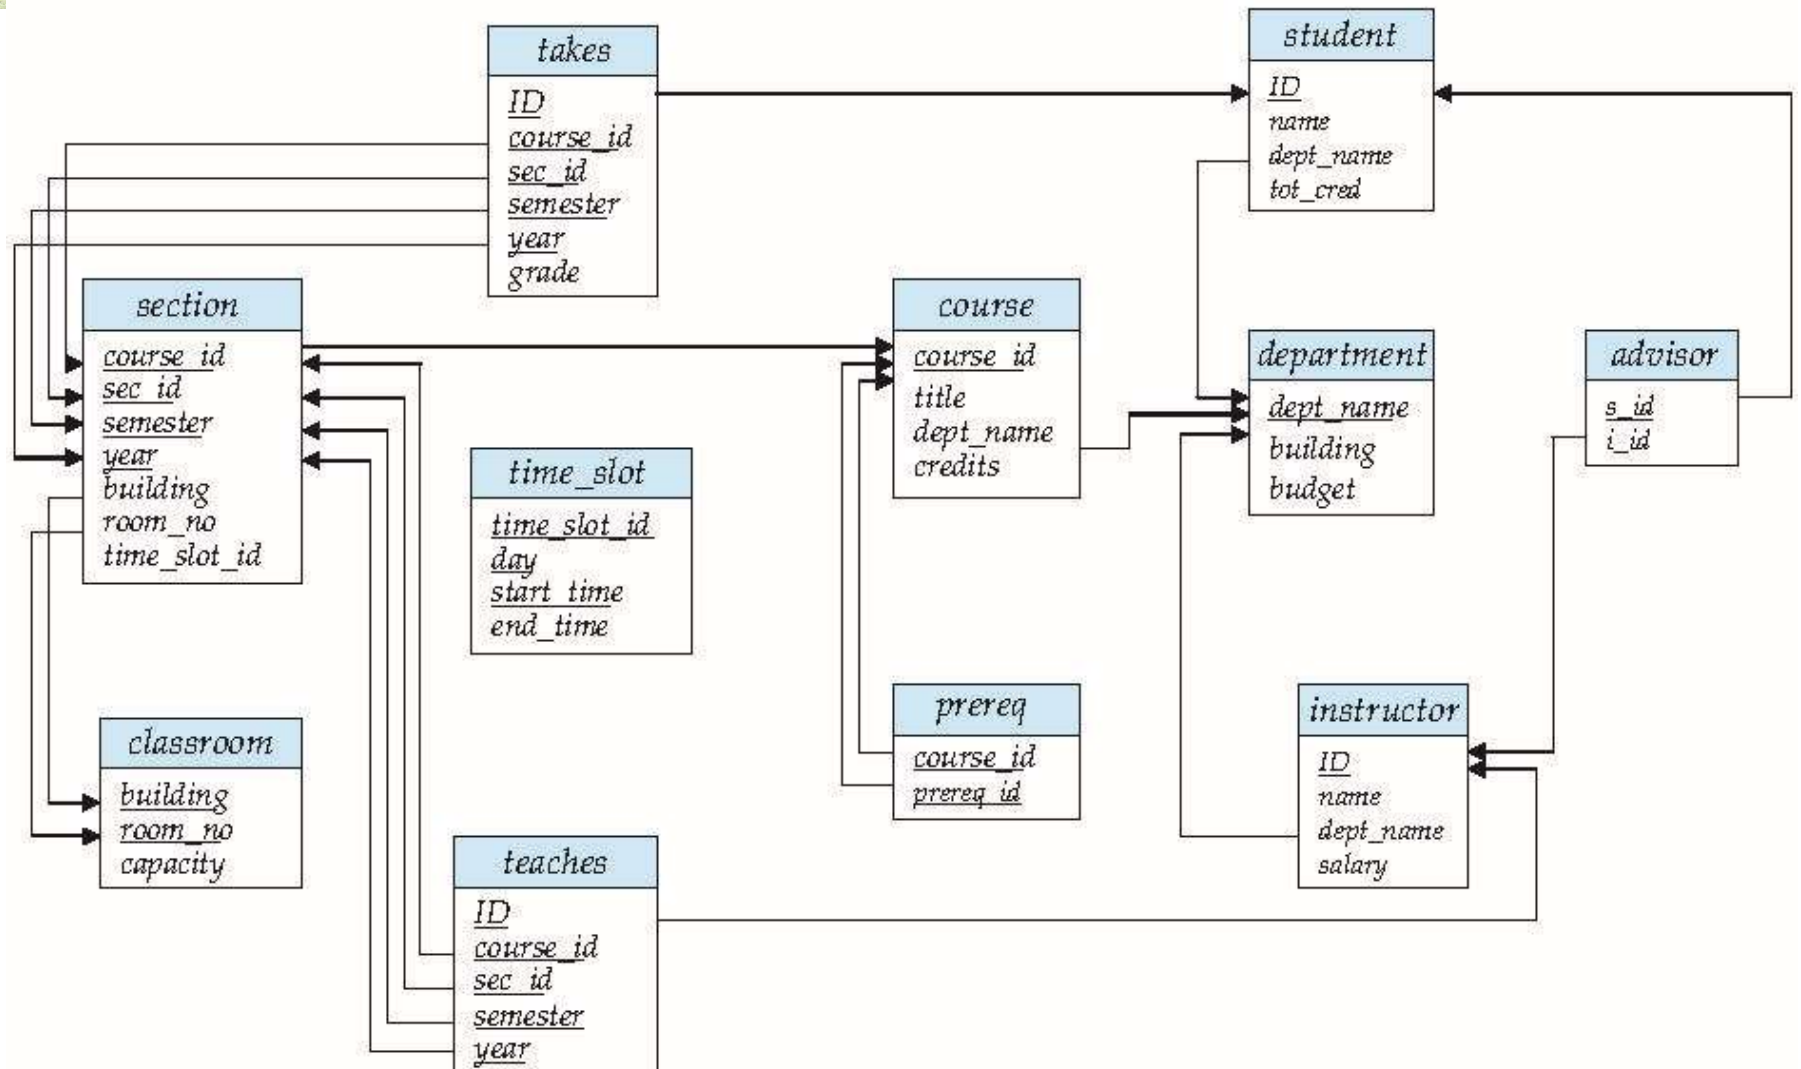 takes
ID
course_id
sec_id
semester
year
grade
student
ID
name
dept_name
tot_cred
section
course_id
sec_id
semester
year
building
room_no
time_slot_id
course
course_id
title
dept_name
credits
department
dept_name
building
budget
advisor
s_id
i_id
time_slot
time_slot_id
day
start_time
end_time
prereq
course_id
prereq_id
instructor
ID
name
dept_name
salary
classroom
building
room_no
capacity
teaches
ID
course_id
sec_id
semester
year